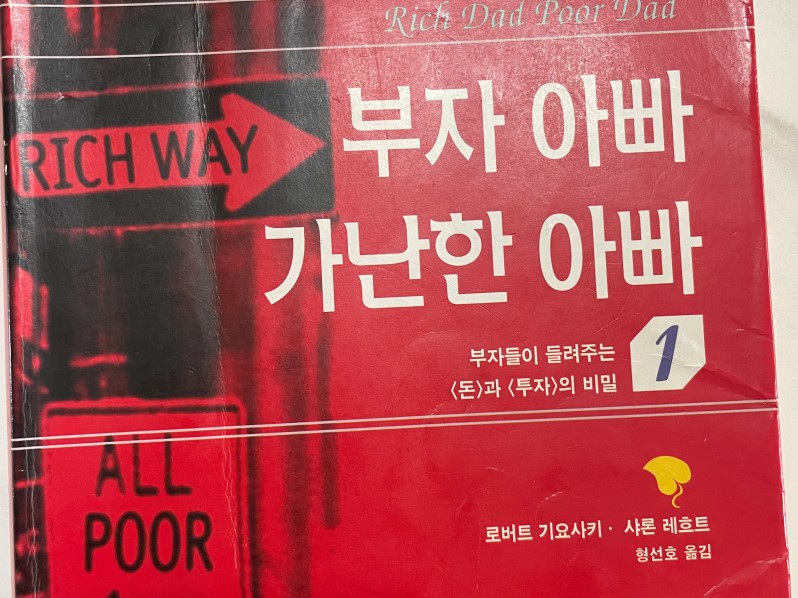 Rich Dad Poor Dad
RICH WAY
부자 아빠
가난한 아빠
부자들이 들려주는
〈돈〉과 〈투자〉의 비밀
1
ALL
POOR
로버트 기요사키 · 샤론 레흐트
형선호 옮김